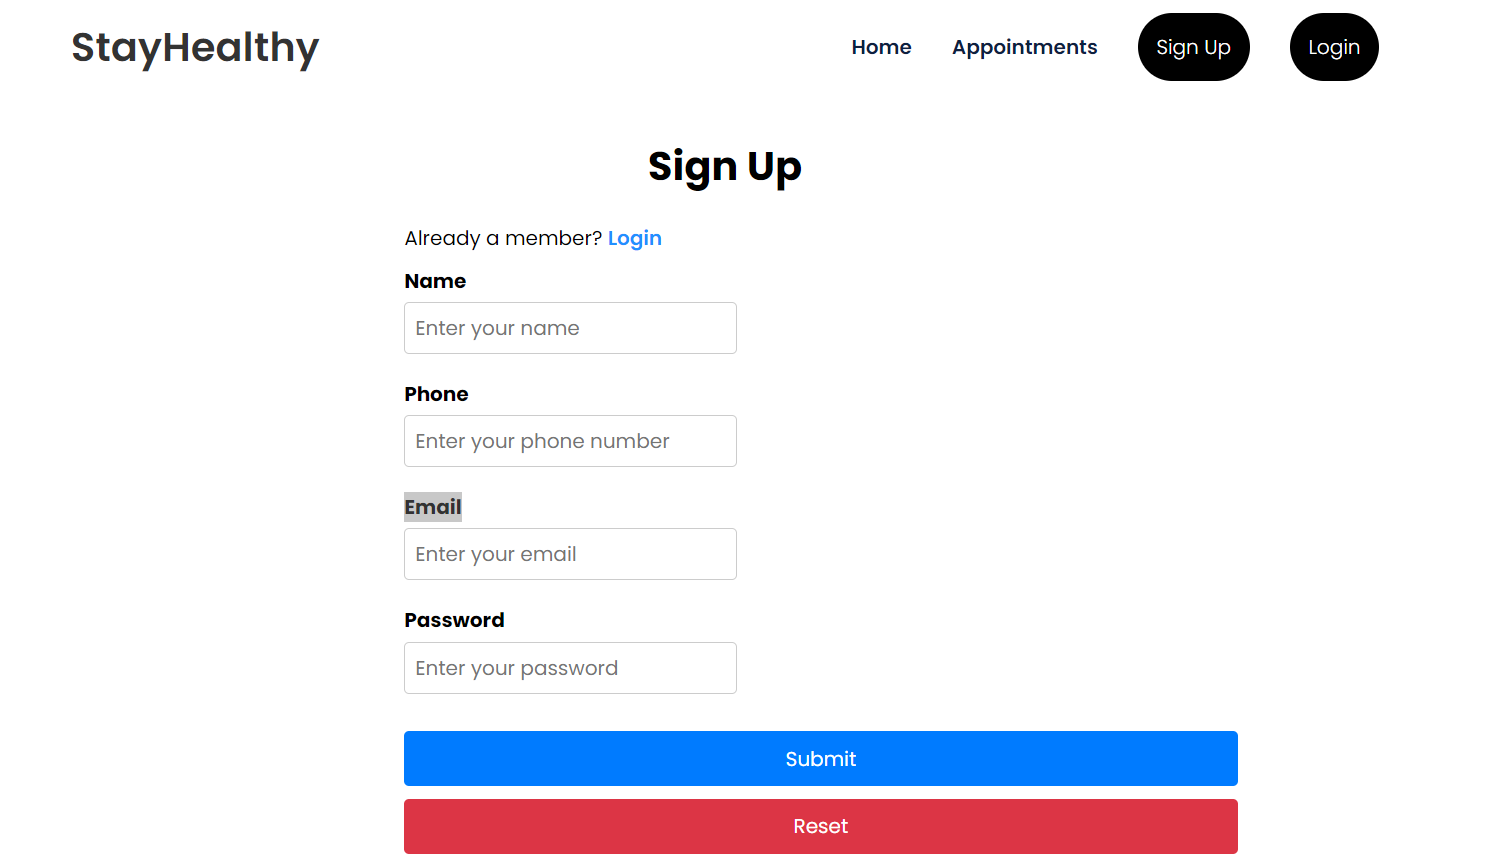 StayHealthy
Home Appointments Sign Up Login
Sign Up
Already a member? Login
Name
Enter your name
Phone
Enter your phone number
Email
Enter your email
Password
Enter your password
Submit
Reset